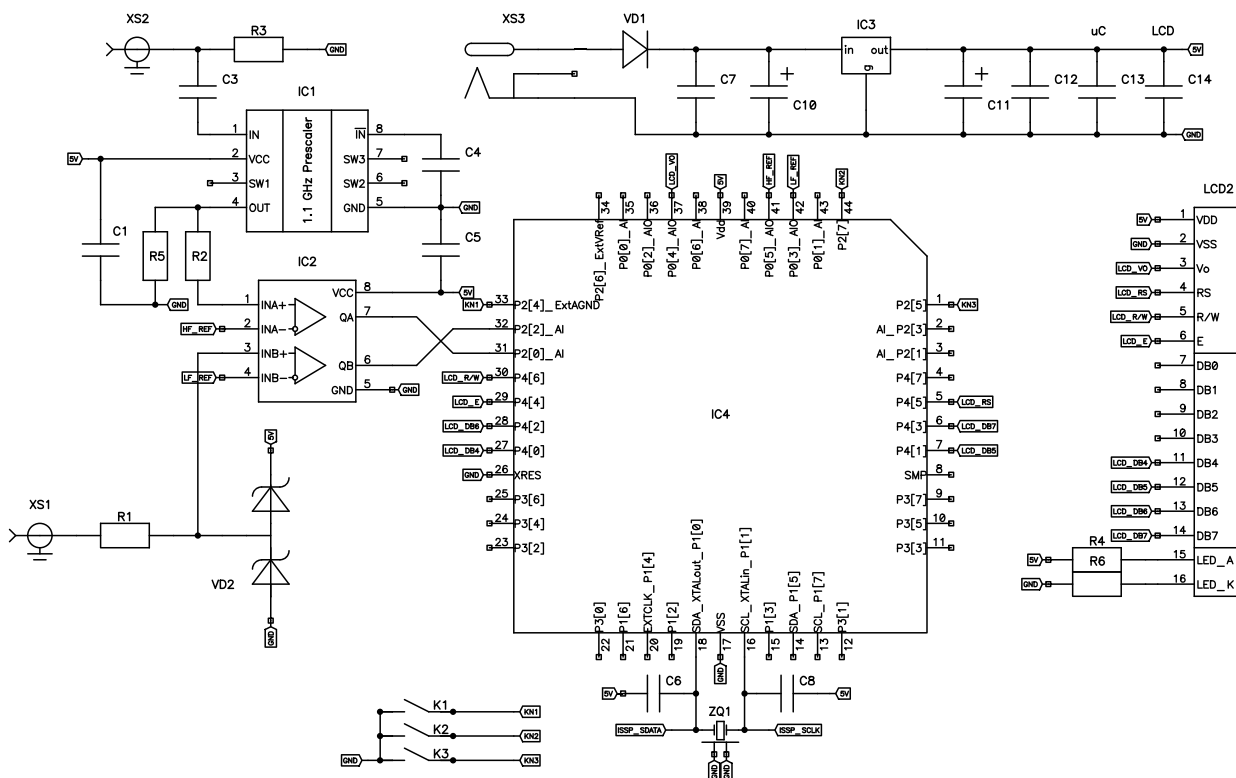 XS2
R3
GND
C3
IC1
1.1 GHz Prescaler
1 IN
2 VCC
3 SW1
4 OUT
IN 8
SW3 7
SW2 6
GND 5
5V
C4
GND
C1
R5
R2
GND
C5
5V
IC2
1 INA+
2 INA-
3 INB+
4 INB-
VCC 8
QA 7
QB 6
GND 5
GND
HF_REF
LF_REF
5V
XS1
R1
VD2
GND
XS3
VD1
C7
C10
IC3
in out
g
C11
C12
uC
C13
LCD
C14
5V
GND
LCD_VO
5V
HF_REF
LF_REF
KN2
34 P2[6]_ExtVRef
35 P0[0]_AI
36 P0[2]_AIO
37 P0[4]_AIO
38 P0[6]_AI
39 Vdd
40 P0[7]_AI
41 P0[5]_AIO
42 P0[3]_AIO
43 P0[1]_AI
44 P2[7]
KN1 33 P2[4]_ExtAGND
32 P2[2]_AI
31 P2[0]_AI
LCD_R/W 30 P4[6]
LCD_E 29 P4[4]
LCD_DB6 28 P4[2]
LCD_DB4 27 P4[0]
GND 26 XRES
25 P3[6]
24 P3[4]
23 P3[2]
IC4
P2[5] 1 KN3
AI_P2[3] 2
AI_P2[1] 3
P4[7] 4
P4[5] 5 LCD_RS
P4[3] 6 LCD_DB7
P4[1] 7 LCD_DB5
SMP 8
P3[7] 9
P3[5] 10
P3[3] 11
P3[0] 22
P1[6] 21
EXTCLK_P1[4] 20
P1[2] 19
SDA_XTALout_P1[0] 18
VSS 17
SCL_XTALin_P1[1] 16
P1[3] 15
SDA_P1[5] 14
SCL_P1[7] 13
P3[1] 12
GND
5V
C6
C8
5V
ZQ1
ISSP_SDATA
ISSP_SCLK
GND
GND
K1 KN1
K2 KN2
GND K3 KN3
LCD2
5V 1 VDD
GND 2 VSS
LCD_VO 3 Vo
LCD_RS 4 RS
LCD_R/W 5 R/W
LCD_E 6 E
7 DB0
8 DB1
9 DB2
10 DB3
LCD_DB4 11 DB4
LCD_DB5 12 DB5
LCD_DB6 13 DB6
LCD_DB7 14 DB7
R4
5V R6 15 LED_A
GND 16 LED_K